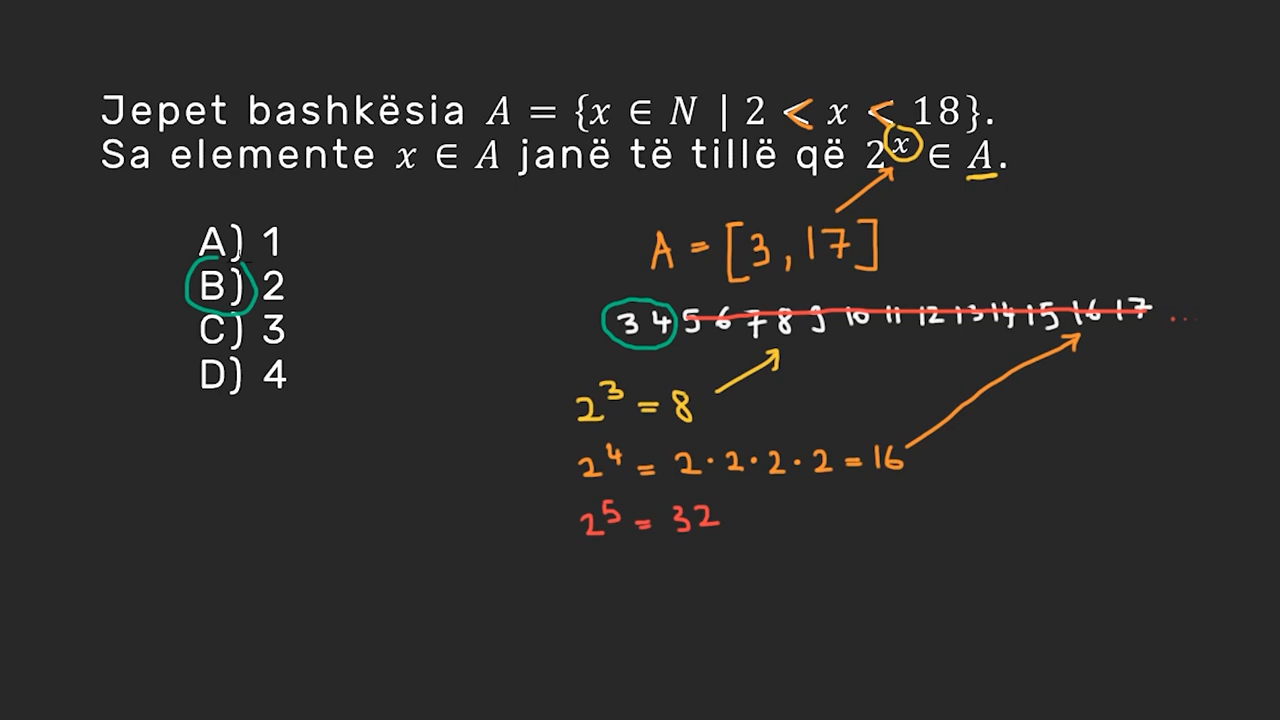 Jepet bashkësia A = {x ∈ N | 2 < x < 18}.
Sa elemente x ∈ A janë të tillë që 2ˣ ∈ A.
A) 1
B) 2
C) 3
D) 4
A = [3, 17]
3 4 5 6 7 8 9 10 11 12 13 14 15 16 17 ...
2³ = 8
2⁴ = 2·2·2·2 = 16
2⁵ = 32